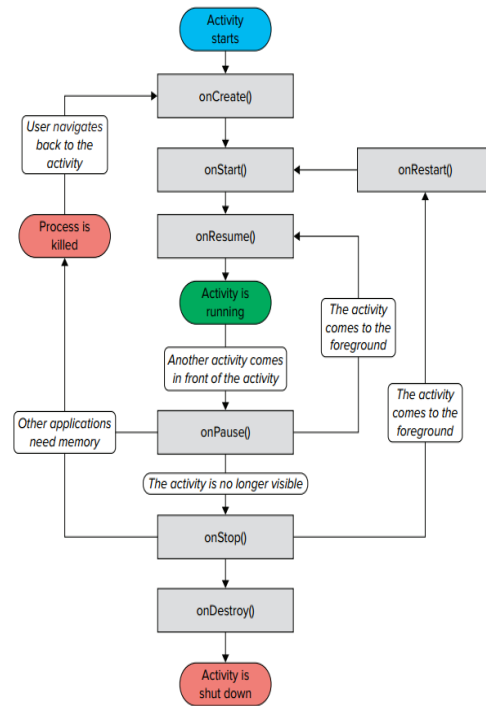 Activity
starts
onCreate()
User navigates
back to the
activity
onStart()
onRestart()
Process is
killed
onResume()
Activity is
running
The activity
comes to the
foreground
Another activity comes
in front of the activity
The activity
comes to the
foreground
Other applications
need memory
onPause()
The activity is no longer visible
onStop()
onDestroy()
Activity is
shut down